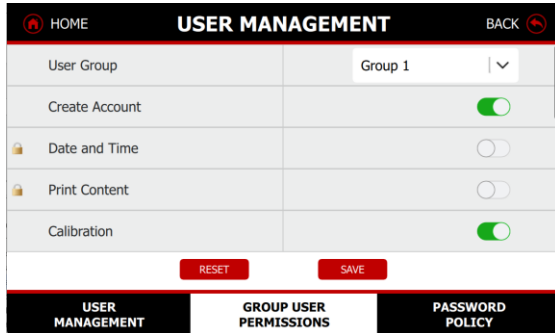 HOME USER MANAGEMENT BACK
User Group Group 1
Create Account
Date and Time
Print Content
Calibration
RESET SAVE
USER GROUP USER PASSWORD
MANAGEMENT PERMISSIONS POLICY